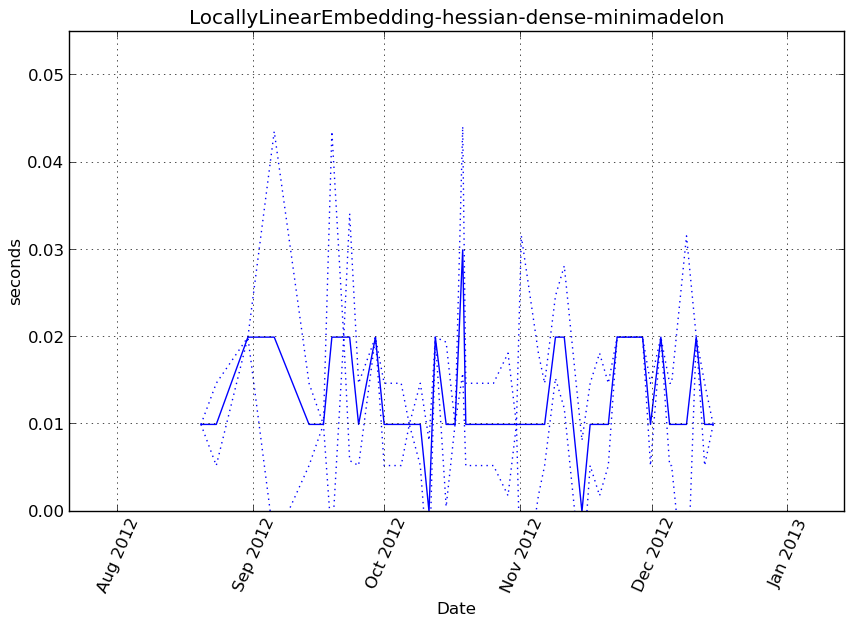 LocallyLinearEmbedding-hessian-dense-minimadelon
0.05
0.04
0.03
0.02
0.01
0.00
seconds
Aug 2012
Sep 2012
Oct 2012
Nov 2012
Dec 2012
Jan 2013
Date